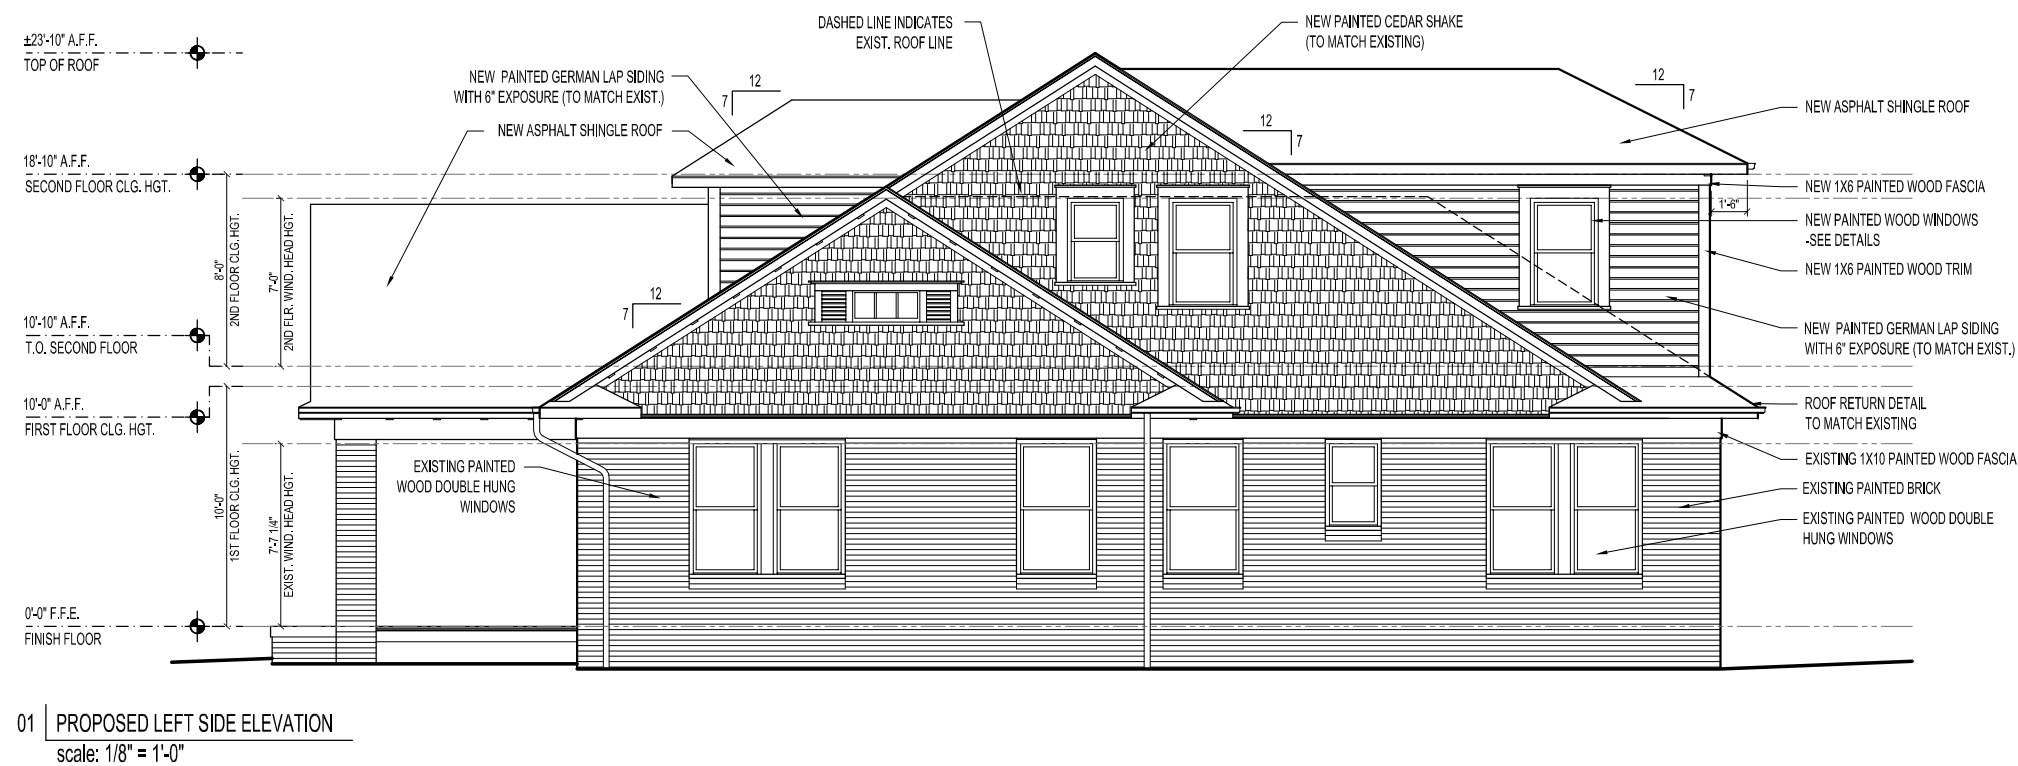 ±23'-10" A.F.F.
TOP OF ROOF
18'-10" A.F.F.
SECOND FLOOR CLG. HGT.
10'-10" A.F.F.
T.O. SECOND FLOOR
10'-0" A.F.F.
FIRST FLOOR CLG. HGT.
0'-0" F.F.E.
FINISH FLOOR
8'-0"
2ND FLOOR CLG. HGT.
7'-0"
2ND FLR. WIND. HEAD HGT.
10'-0"
1ST FLOOR CLG. HGT.
7'-7 1/4"
EXIST. WIND. HEAD HGT.
NEW PAINTED GERMAN LAP SIDING
WITH 6" EXPOSURE (TO MATCH EXIST.)
NEW ASPHALT SHINGLE ROOF
12
7
12
7
DASHED LINE INDICATES
EXIST. ROOF LINE
NEW PAINTED CEDAR SHAKE
(TO MATCH EXISTING)
12
7
12
7
EXISTING PAINTED
WOOD DOUBLE HUNG
WINDOWS
NEW ASPHALT SHINGLE ROOF
NEW 1X6 PAINTED WOOD FASCIA
1'-6"
NEW PAINTED WOOD WINDOWS
-SEE DETAILS
NEW 1X6 PAINTED WOOD TRIM
NEW PAINTED GERMAN LAP SIDING
WITH 6" EXPOSURE (TO MATCH EXIST.)
ROOF RETURN DETAIL
TO MATCH EXISTING
EXISTING 1X10 PAINTED WOOD FASCIA
EXISTING PAINTED BRICK
EXISTING PAINTED WOOD DOUBLE
HUNG WINDOWS
01 PROPOSED LEFT SIDE ELEVATION
scale: 1/8" = 1'-0"